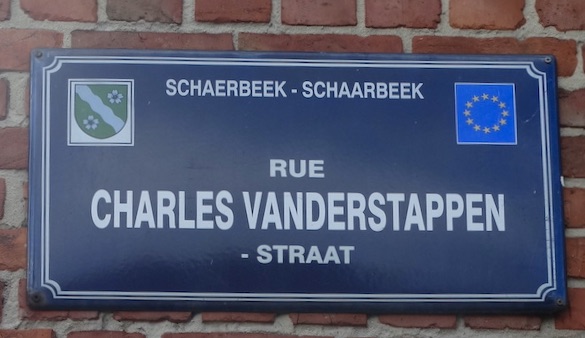 SCHAERBEEK - SCHAARBEEK
RUE
CHARLES VANDERSTAPPEN
- STRAAT